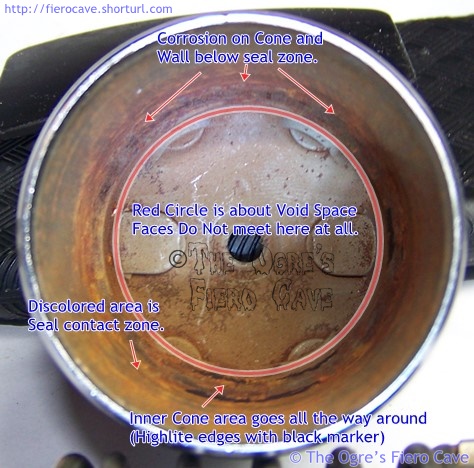 http://fierocave.shorturl.com
Corrosion on Cone and
Wall below seal zone.
Red Circle is about Void Space
Faces Do Not meet here at all.
©The Ogre's
Fiero Cave
Discolored area is
Seal contact zone.
Inner Cone area goes all the way around
(Highlite edges with black marker)
© The Ogre's Fiero Cave